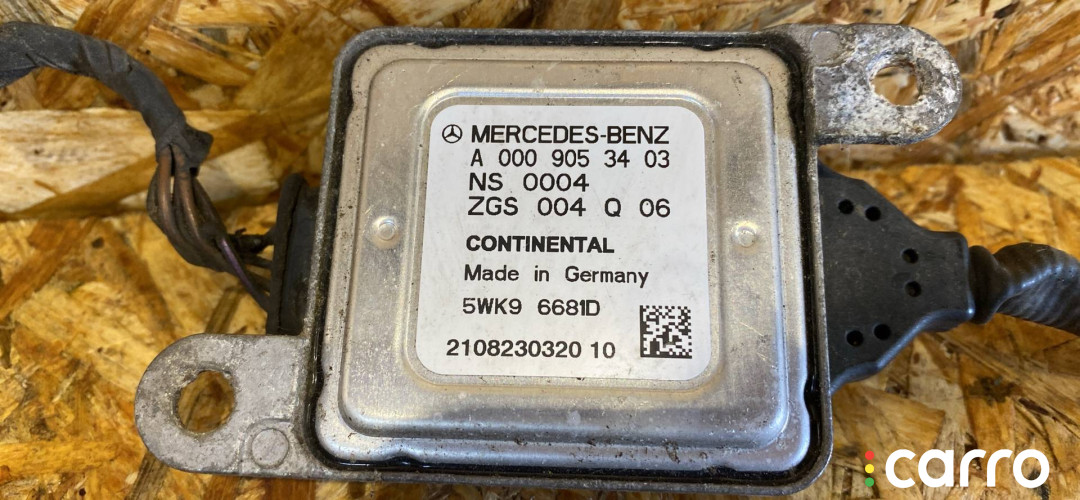 MERCEDES-BENZ
A 000 905 34 03
NS 0004
ZGS 004 Q 06
CONTINENTAL
Made in Germany
5WK9 6681D
2108230320 10
carro